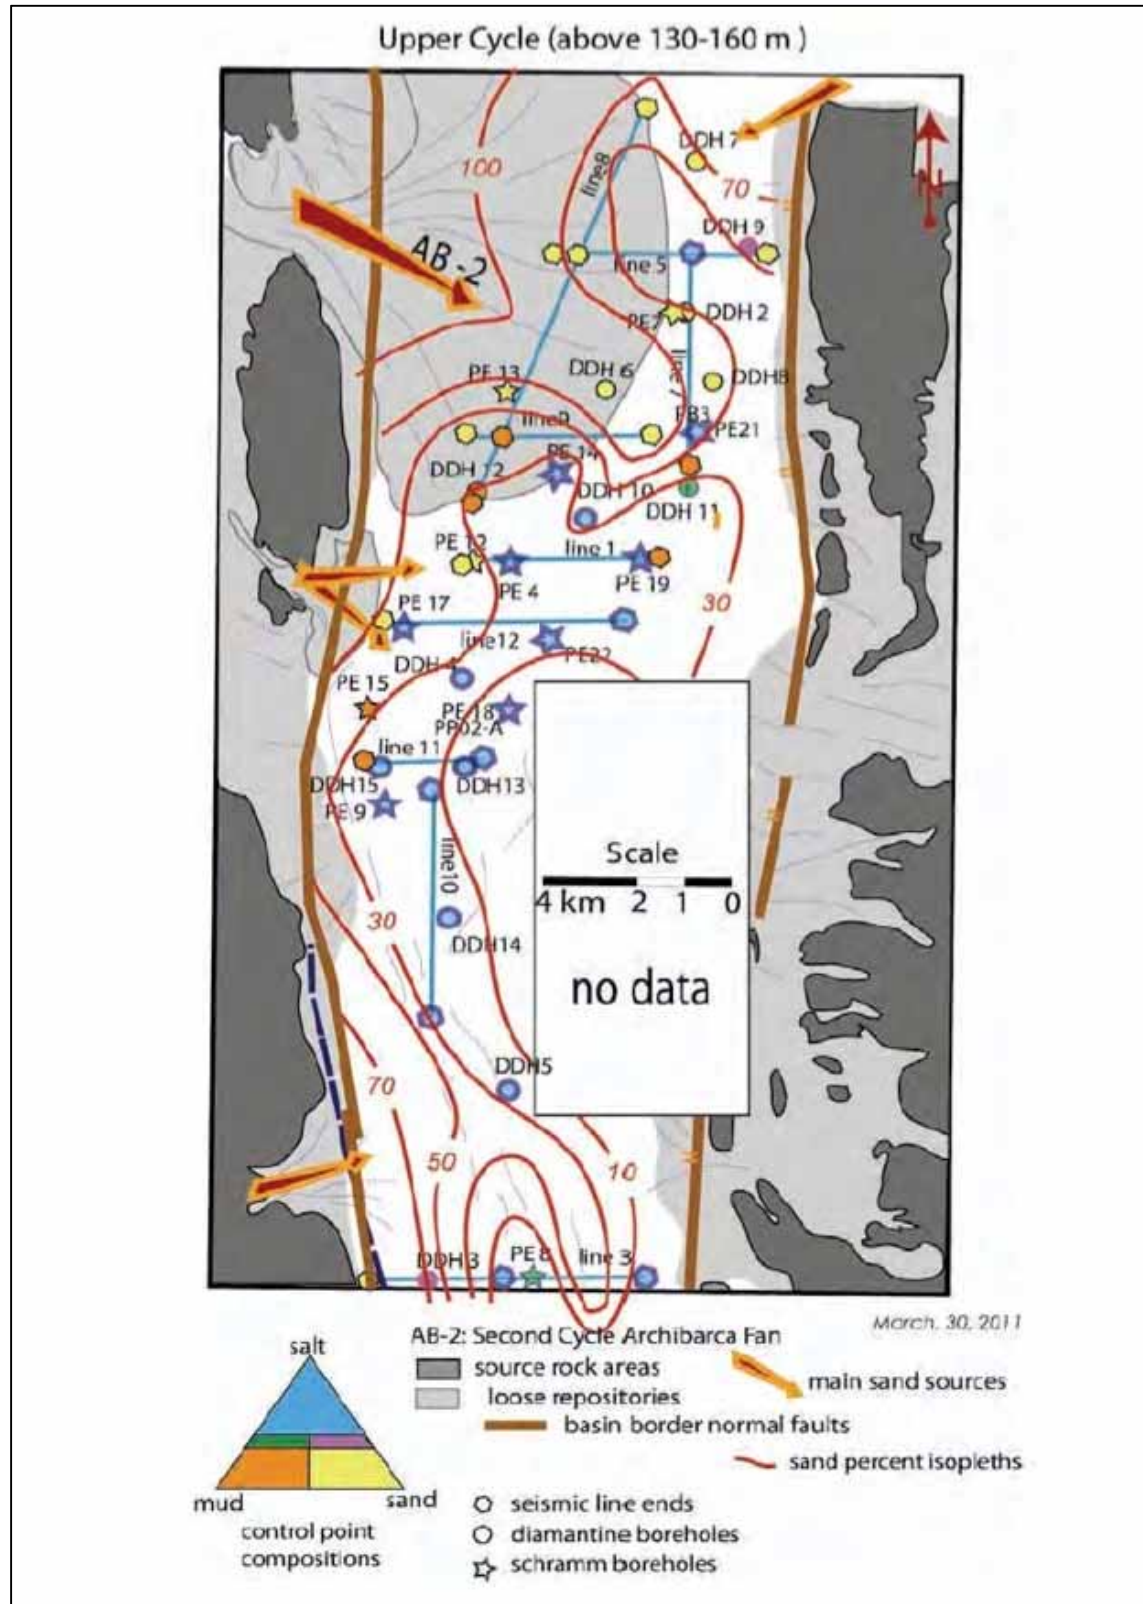 Upper Cycle (above 130-160 m )
DDH 7
100
line8
70
N
DDH 9
AB -2
line 5
PE7
DDH 2
line 7
PE 13
DDH 6
DDH8
line9
PB3
PE21
PE 14
DDH 12
DDH 10
DDH 11
PE 12
line 1
PE 4
PE 19
30
PE 17
line12
PE22
DDH 4
PE 15
PE 18
PP02-A
line 11
DDH15
DDH13
PE 9
line10
Scale
4 km 2 1 0
30
DDH14
no data
DDH5
70
50
10
DDH 3
PE 8
line 3
March. 30, 2011
AB-2: Second Cycle Archibarca Fan
salt
source rock areas
main sand sources
loose repositories
basin border normal faults
sand percent isopleths
mud
sand
control point
compositions
seismic line ends
diamantine boreholes
schramm boreholes